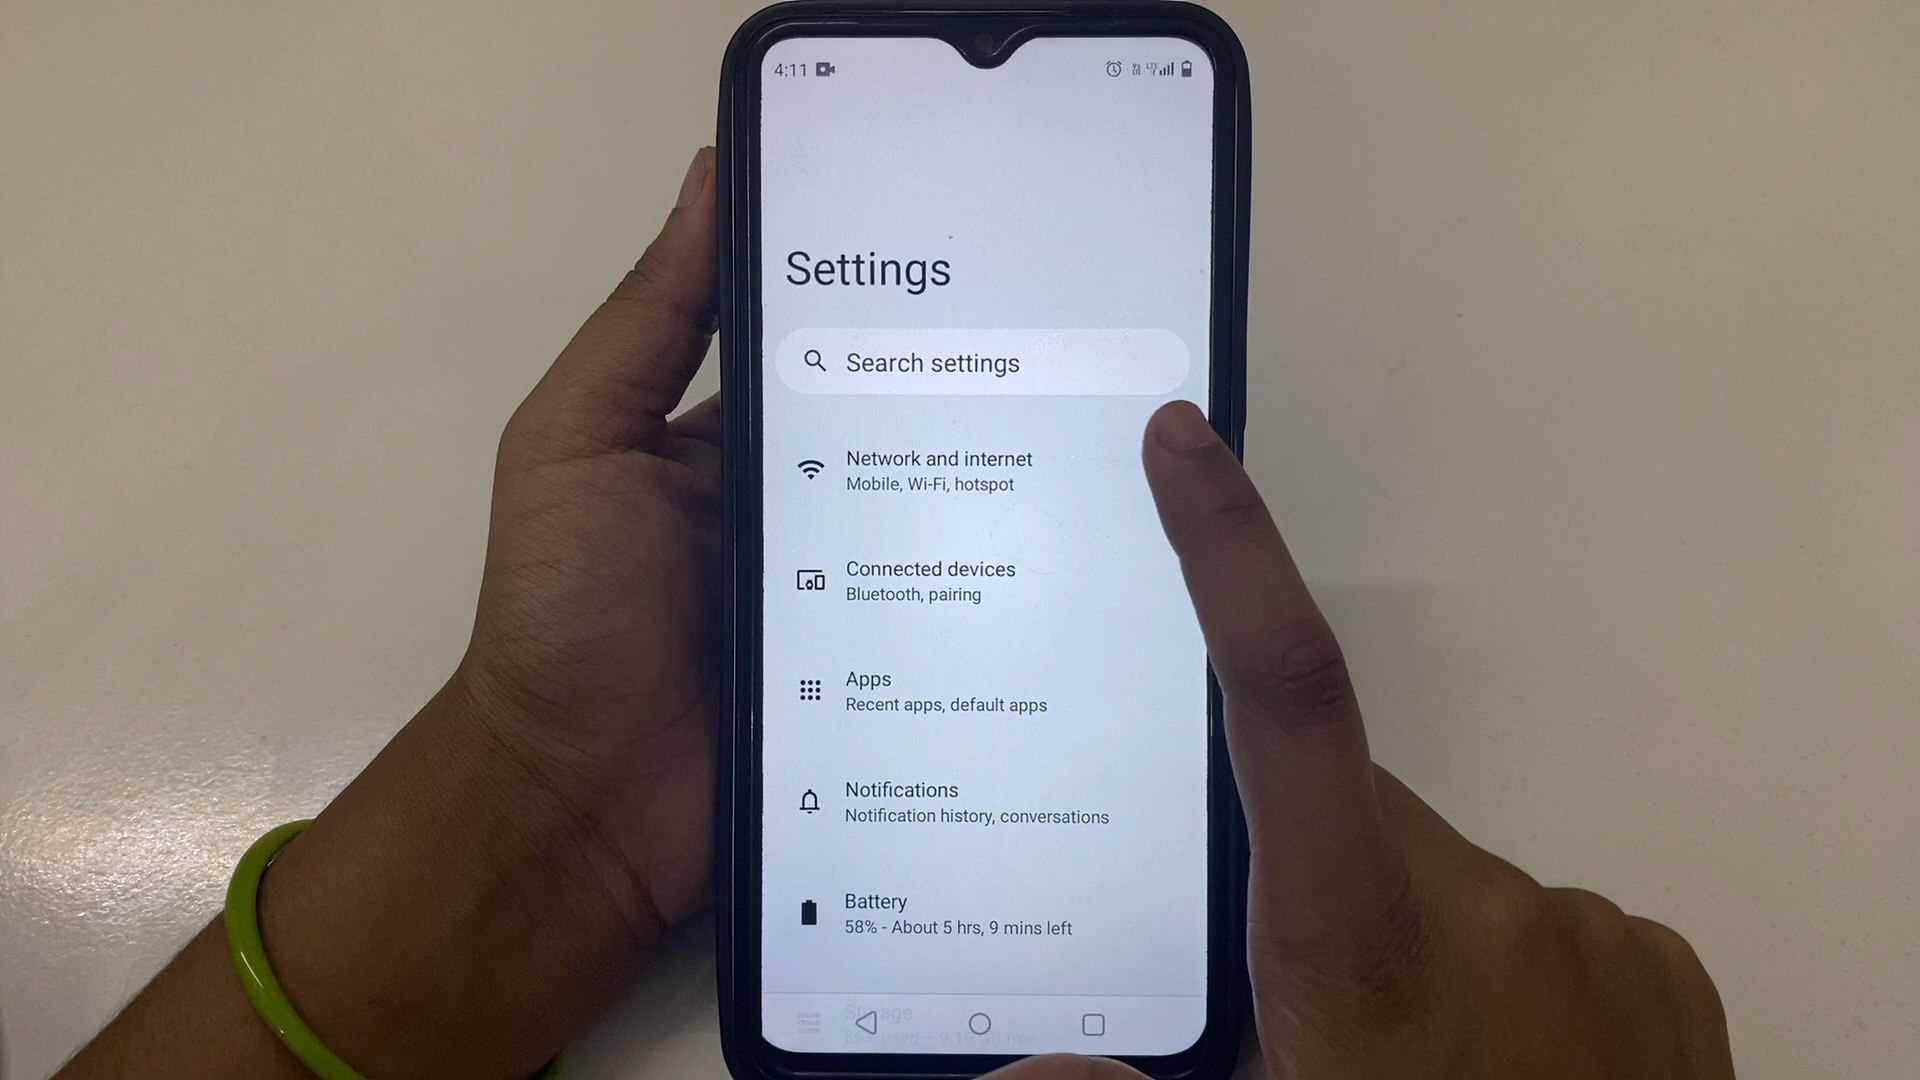 4:11
LTE
Settings
Search settings
Network and internet
Mobile, Wi-Fi, hotspot
Connected devices
Bluetooth, pairing
Apps
Recent apps, default apps
Notifications
Notification history, conversations
Battery
58% - About 5 hrs, 9 mins left
Storage